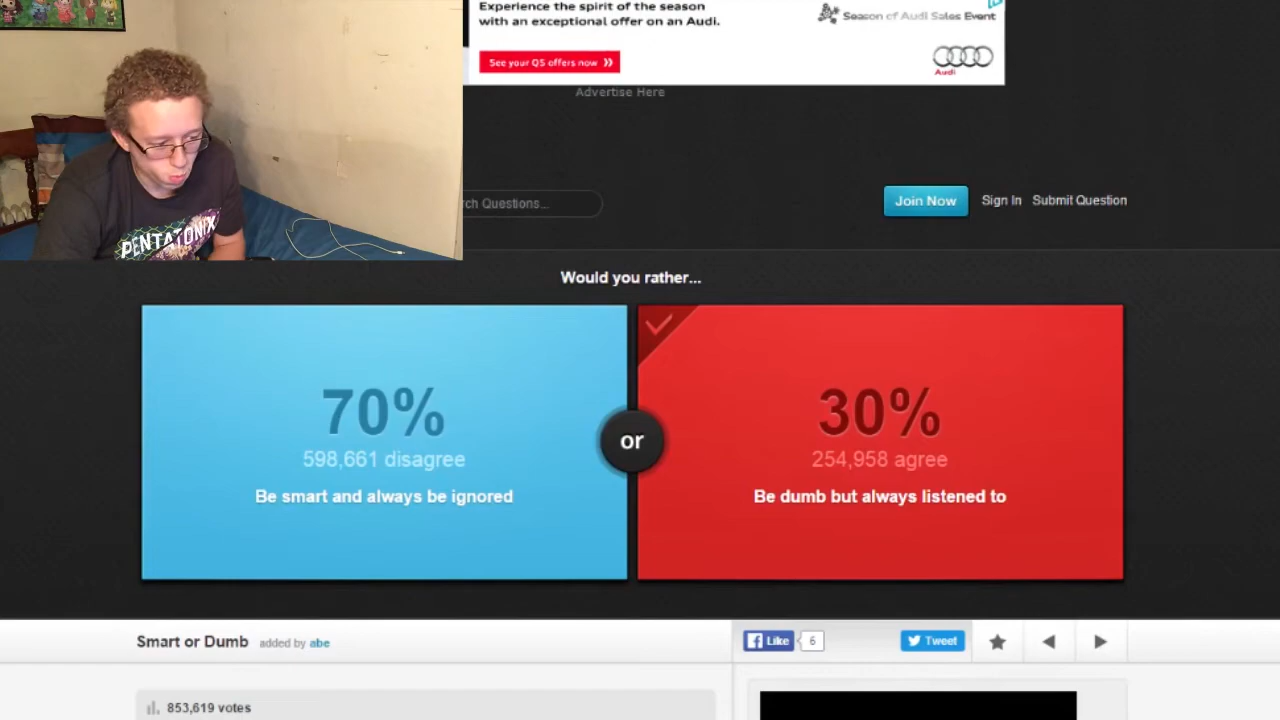 Experience the spirit of the season
with an exceptional offer on an Audi.
Season of Audi Sales Event
See your Q5 offers now
Audi
Advertise Here
PENTATONIX
rch Questions...
Join Now
Sign In
Submit Question
Would you rather...
70%
598,661 disagree
Be smart and always be ignored
or
30%
254,958 agree
Be dumb but always listened to
Smart or Dumb added by abe
Like
6
Tweet
853,619 votes